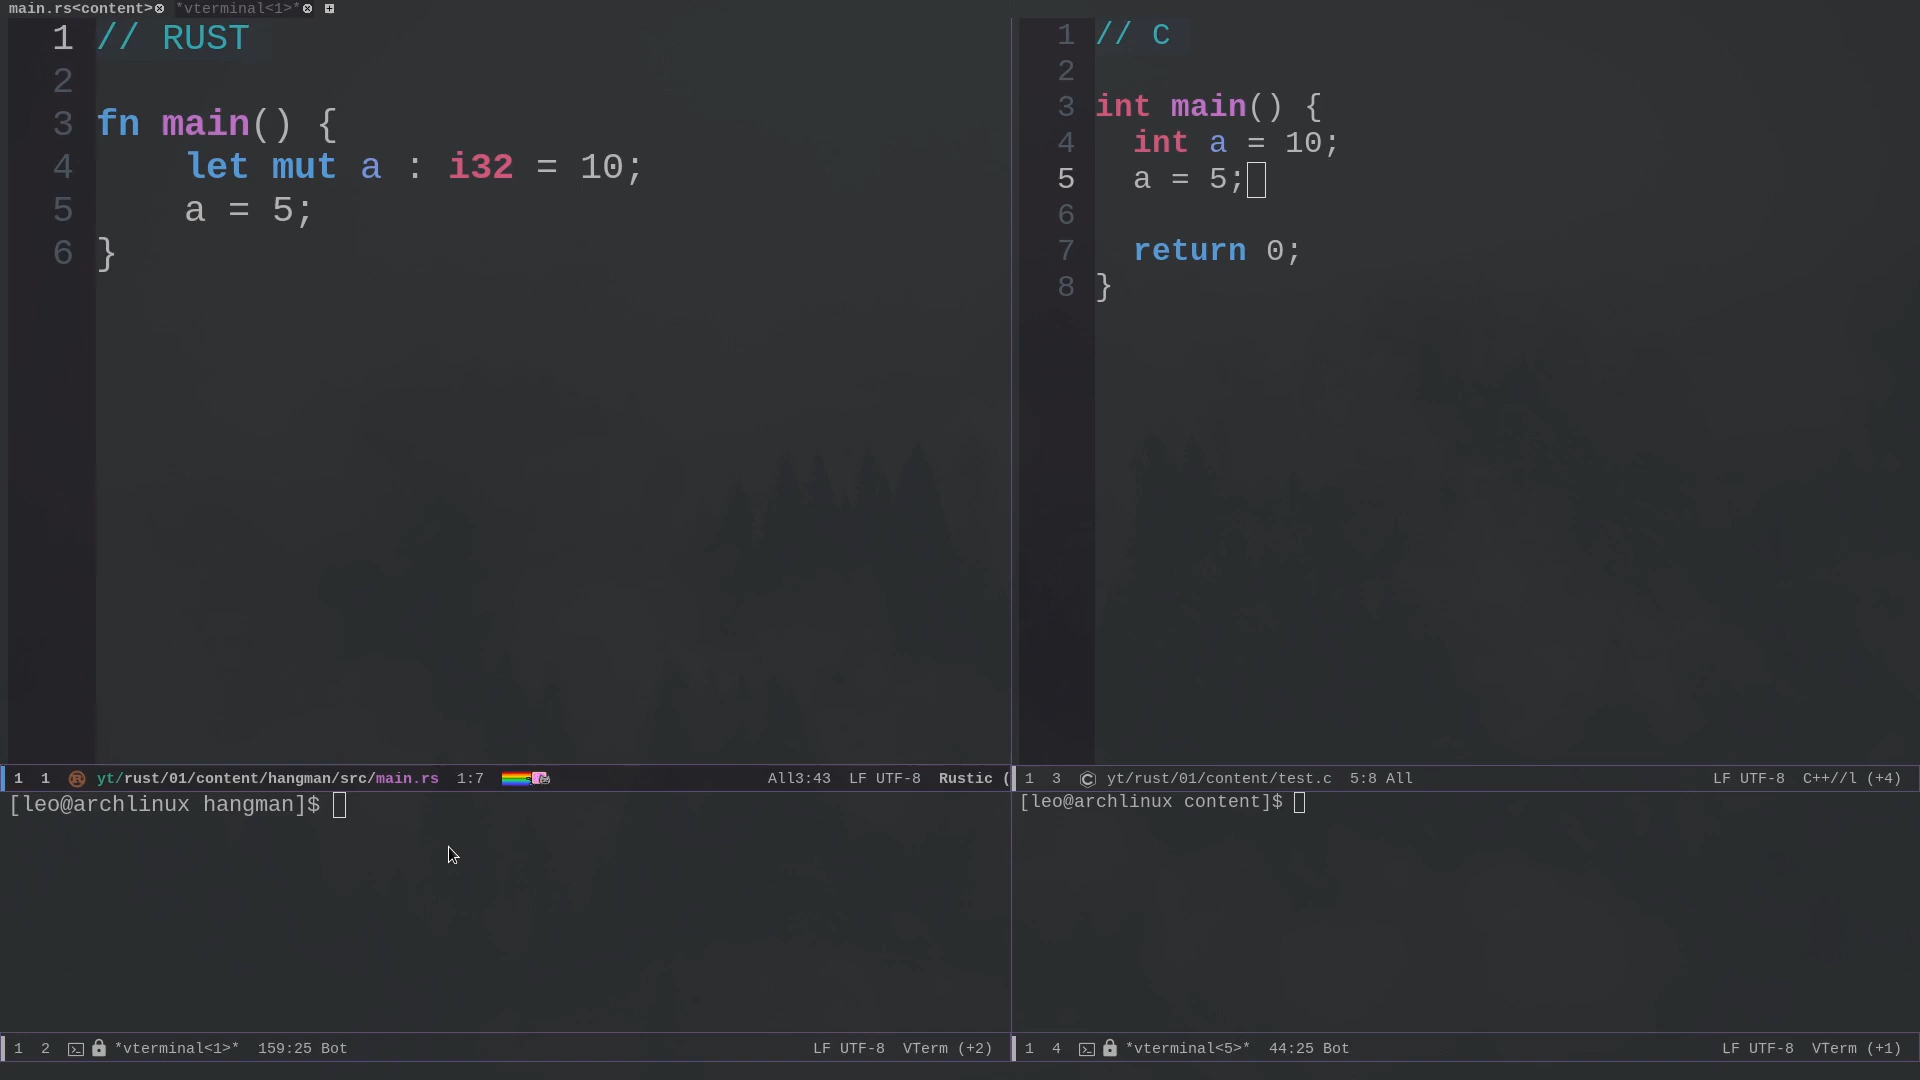 main.rs<content> *vterminal<1>*
1 // RUST
2
3 fn main() {
4     let mut a : i32 = 10;
5     a = 5;
6 }
1 1 yt/rust/01/content/hangman/src/main.rs 1:7 All3:43 LF UTF-8 Rustic (
[leo@archlinux hangman]$
1 2 *vterminal<1>* 159:25 Bot LF UTF-8 VTerm (+2)
1 // C
2
3 int main() {
4   int a = 10;
5   a = 5;
6
7   return 0;
8 }
1 3 yt/rust/01/content/test.c 5:8 All LF UTF-8 C++//l (+4)
[leo@archlinux content]$
1 4 *vterminal<5>* 44:25 Bot LF UTF-8 VTerm (+1)